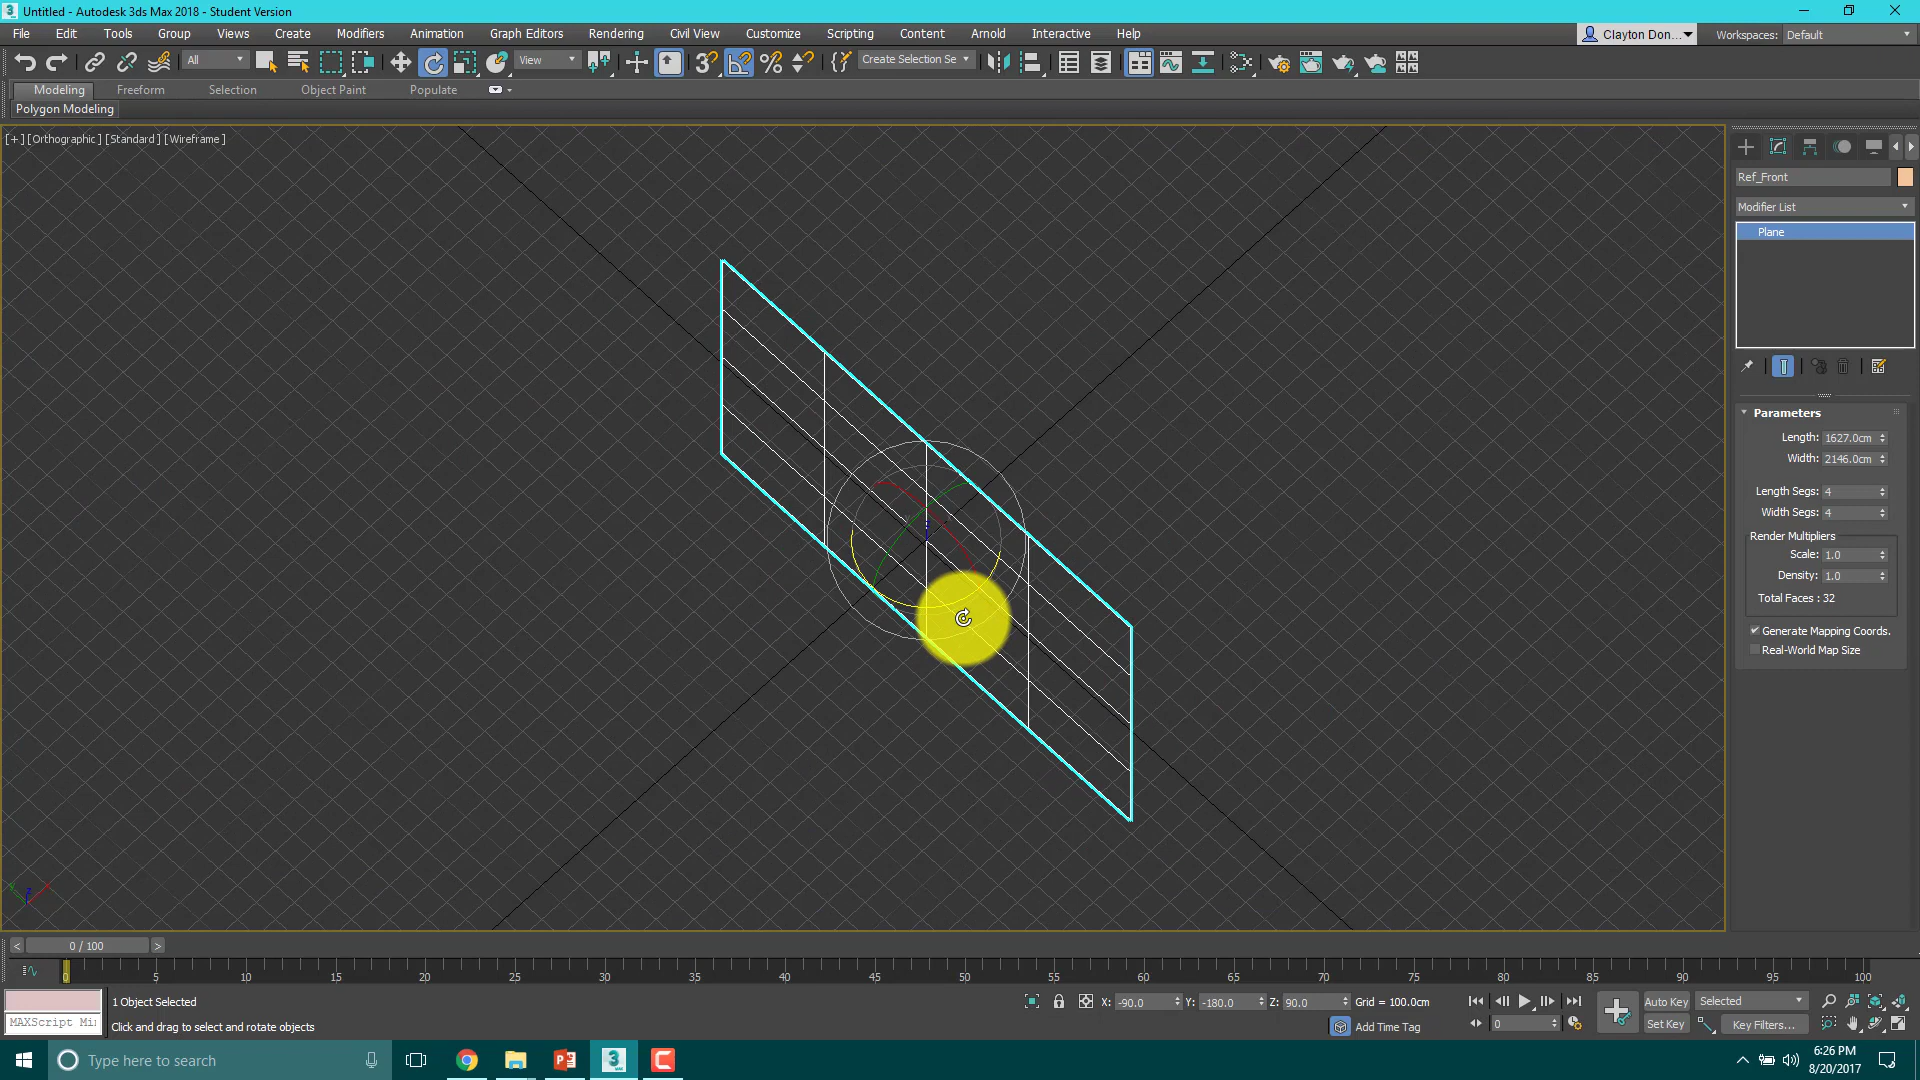 Untitled - Autodesk 3ds Max 2018 - Student Version
File Edit Tools Group Views Create Modifiers Animation Graph Editors Rendering Civil View Customize Scripting Content Arnold Interactive Help
Clayton Don... Workspaces: Default
All View Create Selection Se
Modeling Freeform Selection Object Paint Populate
Polygon Modeling
[+] [Orthographic] [Standard] [Wireframe]
Ref_Front
Modifier List
Plane
Parameters
Length: 1627.0cm
Width: 2146.0cm
Length Segs: 4
Width Segs: 4
Render Multipliers
Scale: 1.0
Density: 1.0
Total Faces : 32
Generate Mapping Coords.
Real-World Map Size
< 0 / 100 >
0 5 10 15 20 25 30 35 40 45 50 55 60 65 70 75 80 85 90 95 100
1 Object Selected X: -90.0 Y: -180.0 Z: 90.0 Grid = 100.0cm Auto Key Selected
MAXScript Mi Click and drag to select and rotate objects Add Time Tag 0 Set Key Key Filters...
Type here to search
6:26 PM
8/20/2017